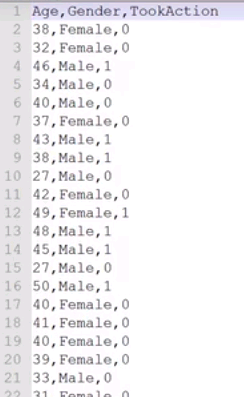 1 Age,Gender,TookAction
2 38,Female,0
3 32,Female,0
4 46,Male,1
5 34,Male,0
6 40,Male,0
7 37,Female,0
8 43,Male,1
9 38,Male,1
10 27,Male,0
11 42,Female,0
12 49,Female,1
13 48,Male,1
14 45,Male,1
15 27,Male,0
16 50,Male,1
17 40,Female,0
18 41,Female,0
19 40,Female,0
20 39,Female,0
21 33,Male,0
22 31,Female,0